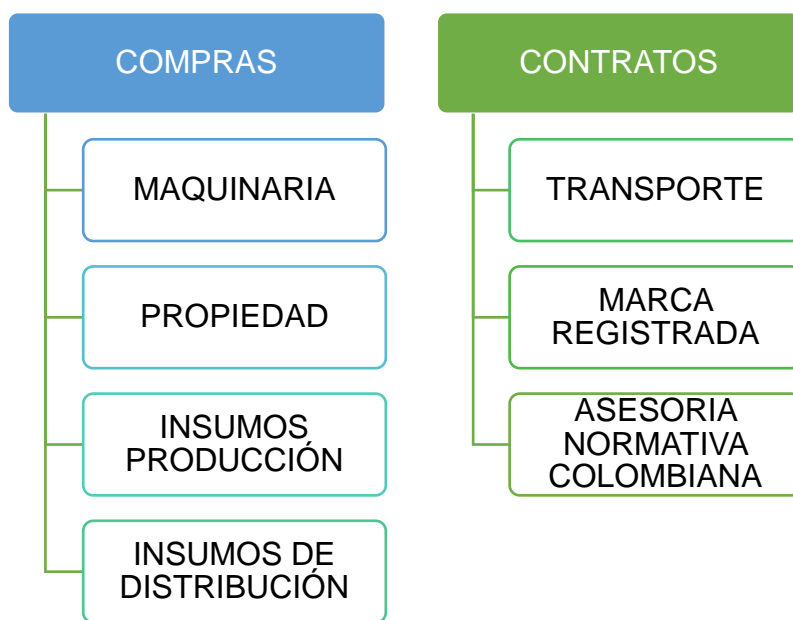 COMPRAS
MAQUINARIA
PROPIEDAD
INSUMOS
PRODUCCIÓN
INSUMOS DE
DISTRIBUCIÓN
CONTRATOS
TRANSPORTE
MARCA
REGISTRADA
ASESORIA
NORMATIVA
COLOMBIANA